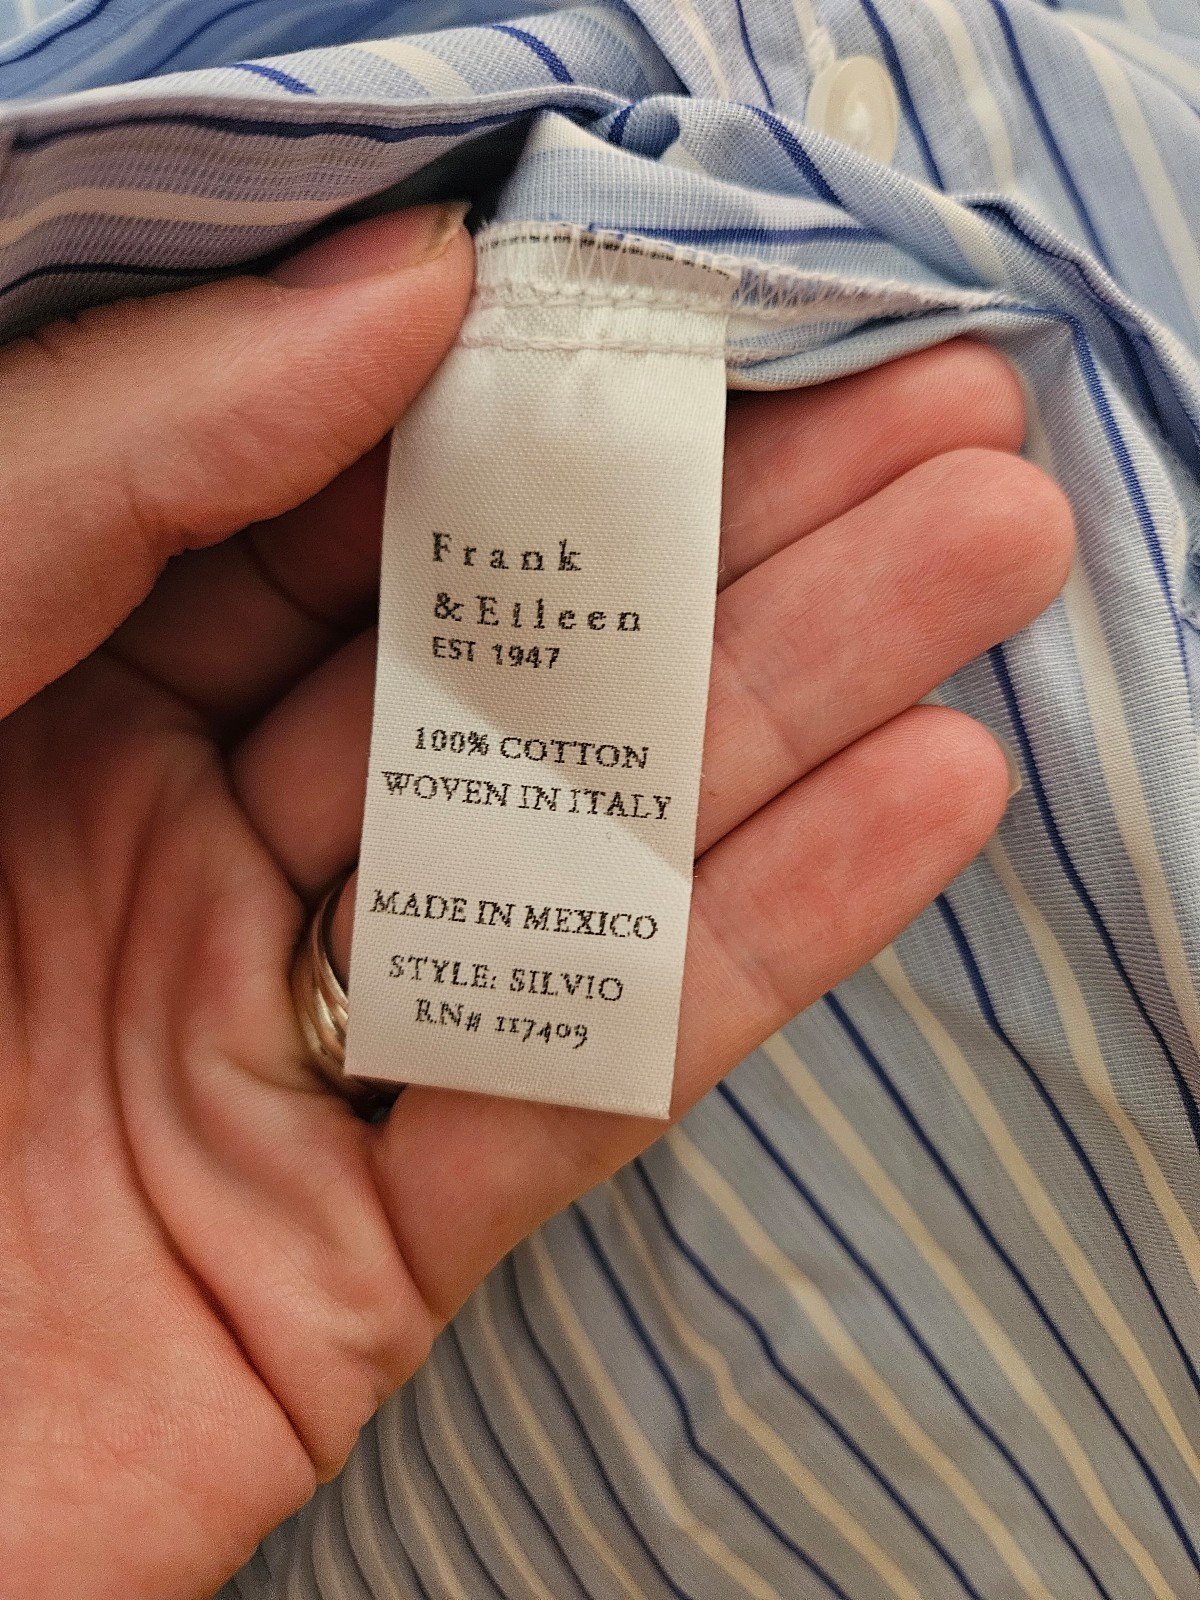 Frank
& Eileen
EST 1947
100% COTTON
WOVEN IN ITALY
MADE IN MEXICO
STYLE: SILVIO
RN# 117409